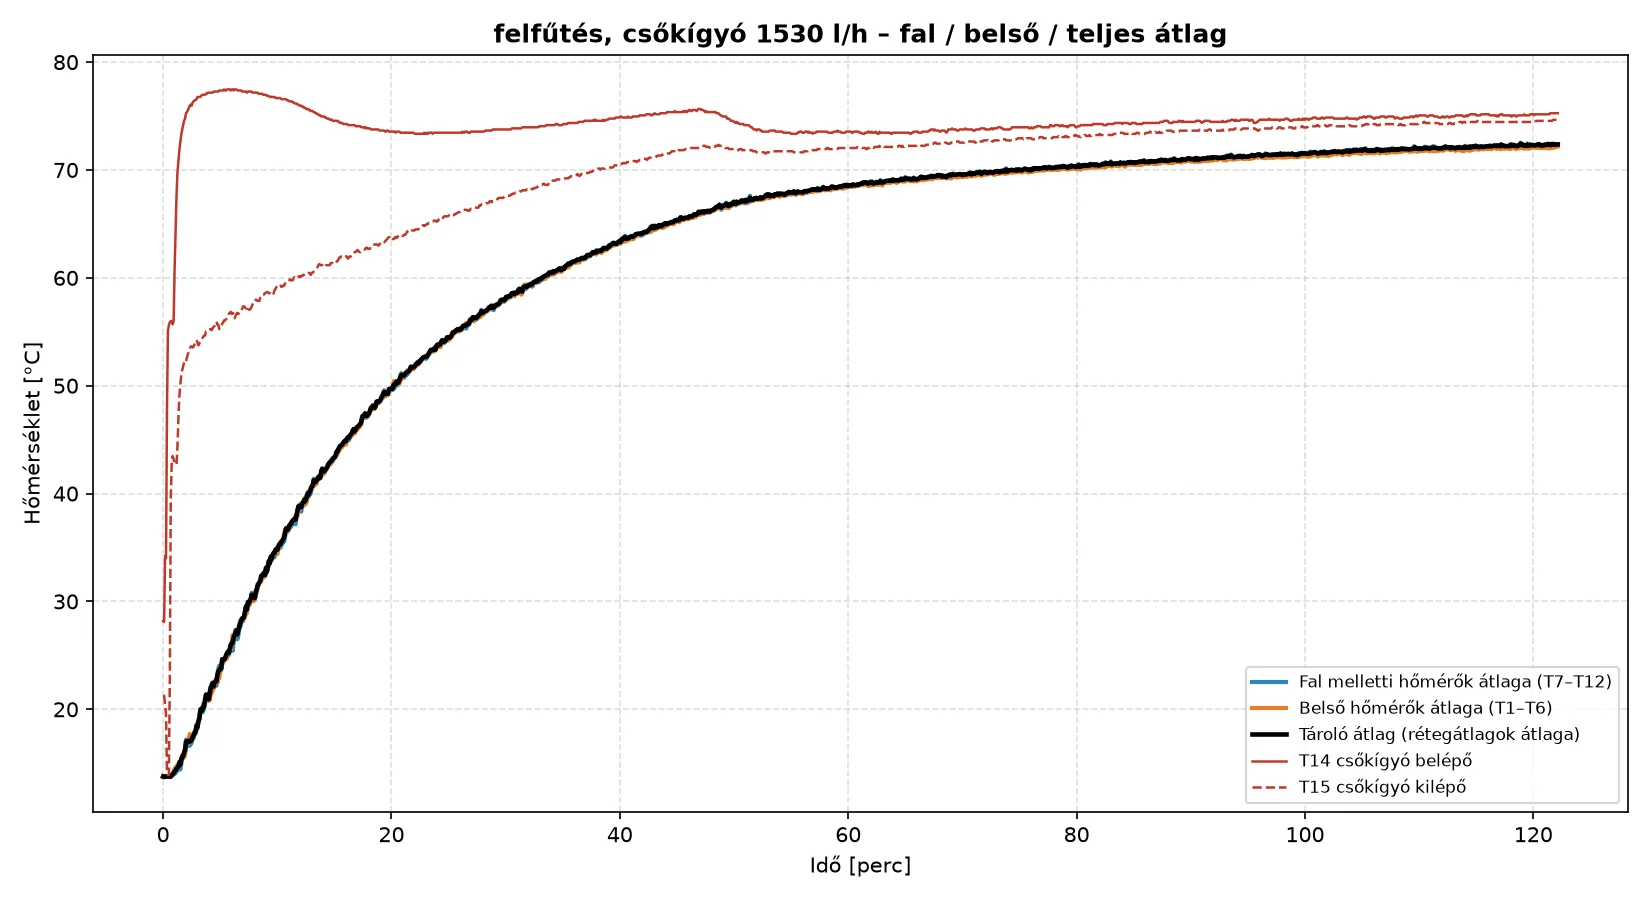 felfűtés, csőkígyó 1530 l/h – fal / belső / teljes átlag
80
70
60
50
40
30
20
Hőmérséklet [°C]
0
20
40
60
80
100
120
Idő [perc]
Fal melletti hőmérők átlaga (T7–T12)
Belső hőmérők átlaga (T1–T6)
Tároló átlag (rétegátlagok átlaga)
T14 csőkígyó belépő
T15 csőkígyó kilépő